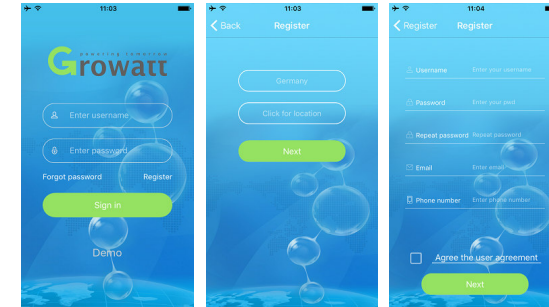 11:03
powering tomorrow
Growatt
Enter username
Enter password
Forgot password Register
Sign in
Demo
11:03
Back Register
Germany
Click for location
Next
11:04
Register Register
Username Enter your username
Password Enter your pwd
Repeat password Repeat password
Email Enter email
Phone number Enter phone number
Agree the user agreement
Next